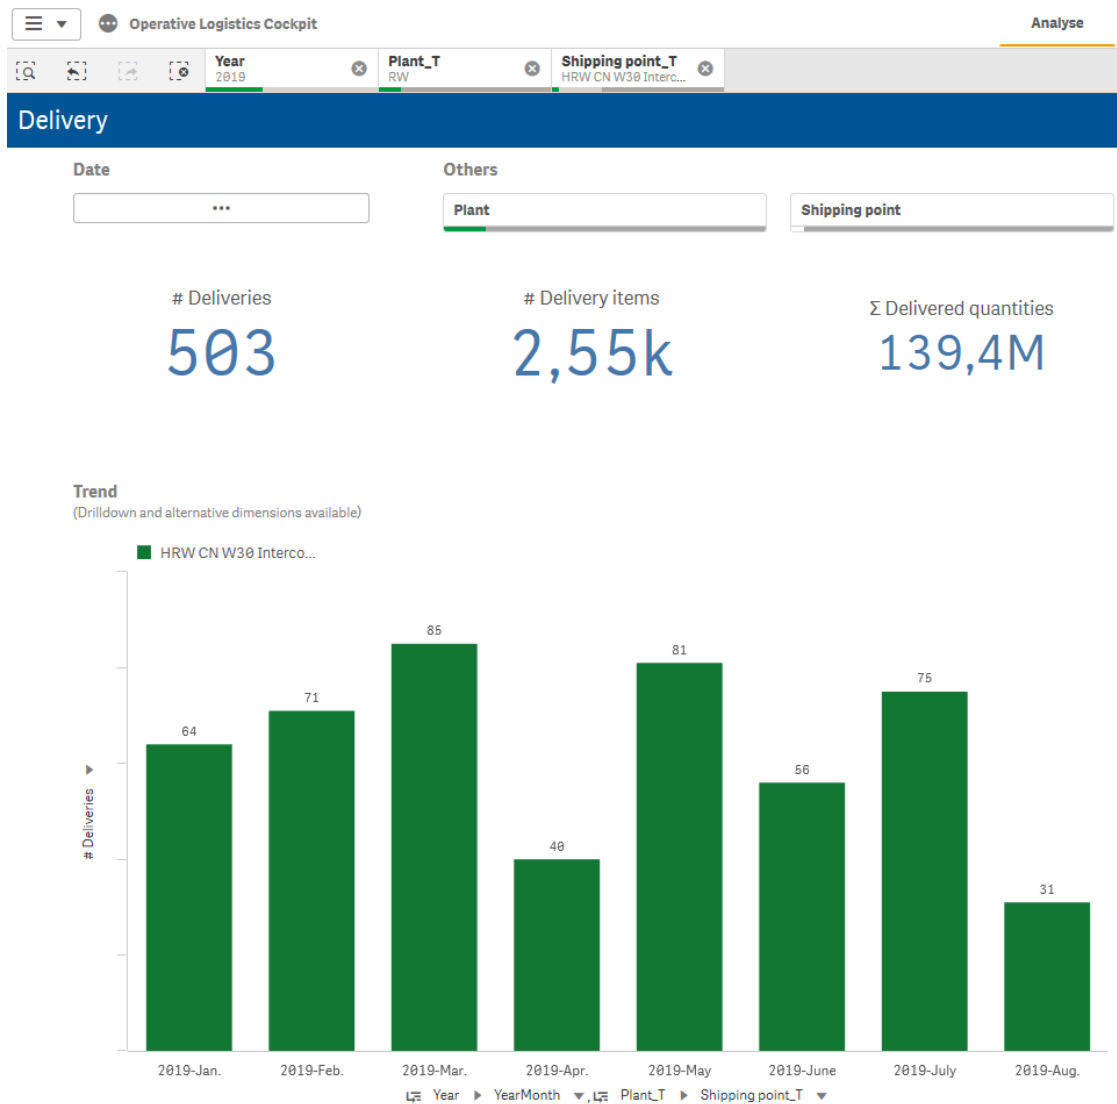 Operative Logistics Cockpit
Analyse
Year
2019
Plant_T
RW
Shipping point_T
HRW CN W30 Interc...
Delivery
Date
Others
...
Plant
Shipping point
# Deliveries
503
# Delivery items
2,55k
Σ Delivered quantities
139,4M
Trend
(Drilldown and alternative dimensions available)
HRW CN W30 Interco...
# Deliveries
64
71
85
40
81
56
75
31
2019-Jan.
2019-Feb.
2019-Mar.
2019-Apr.
2019-May
2019-June
2019-July
2019-Aug.
Year YearMonth , Plant_T Shipping point_T